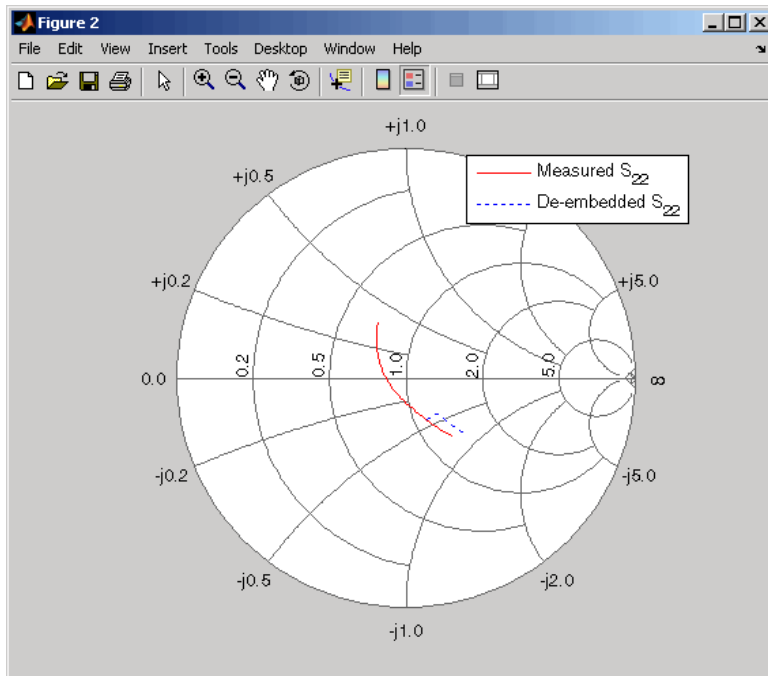 Figure 2
File Edit View Insert Tools Desktop Window Help
+j1.0
Measured S22
De-embedded S22
+j0.5
+j0.2
+j5.0
0.0
0.2
0.5
1.0
2.0
5.0
∞
-j0.2
-j5.0
-j0.5
-j2.0
-j1.0